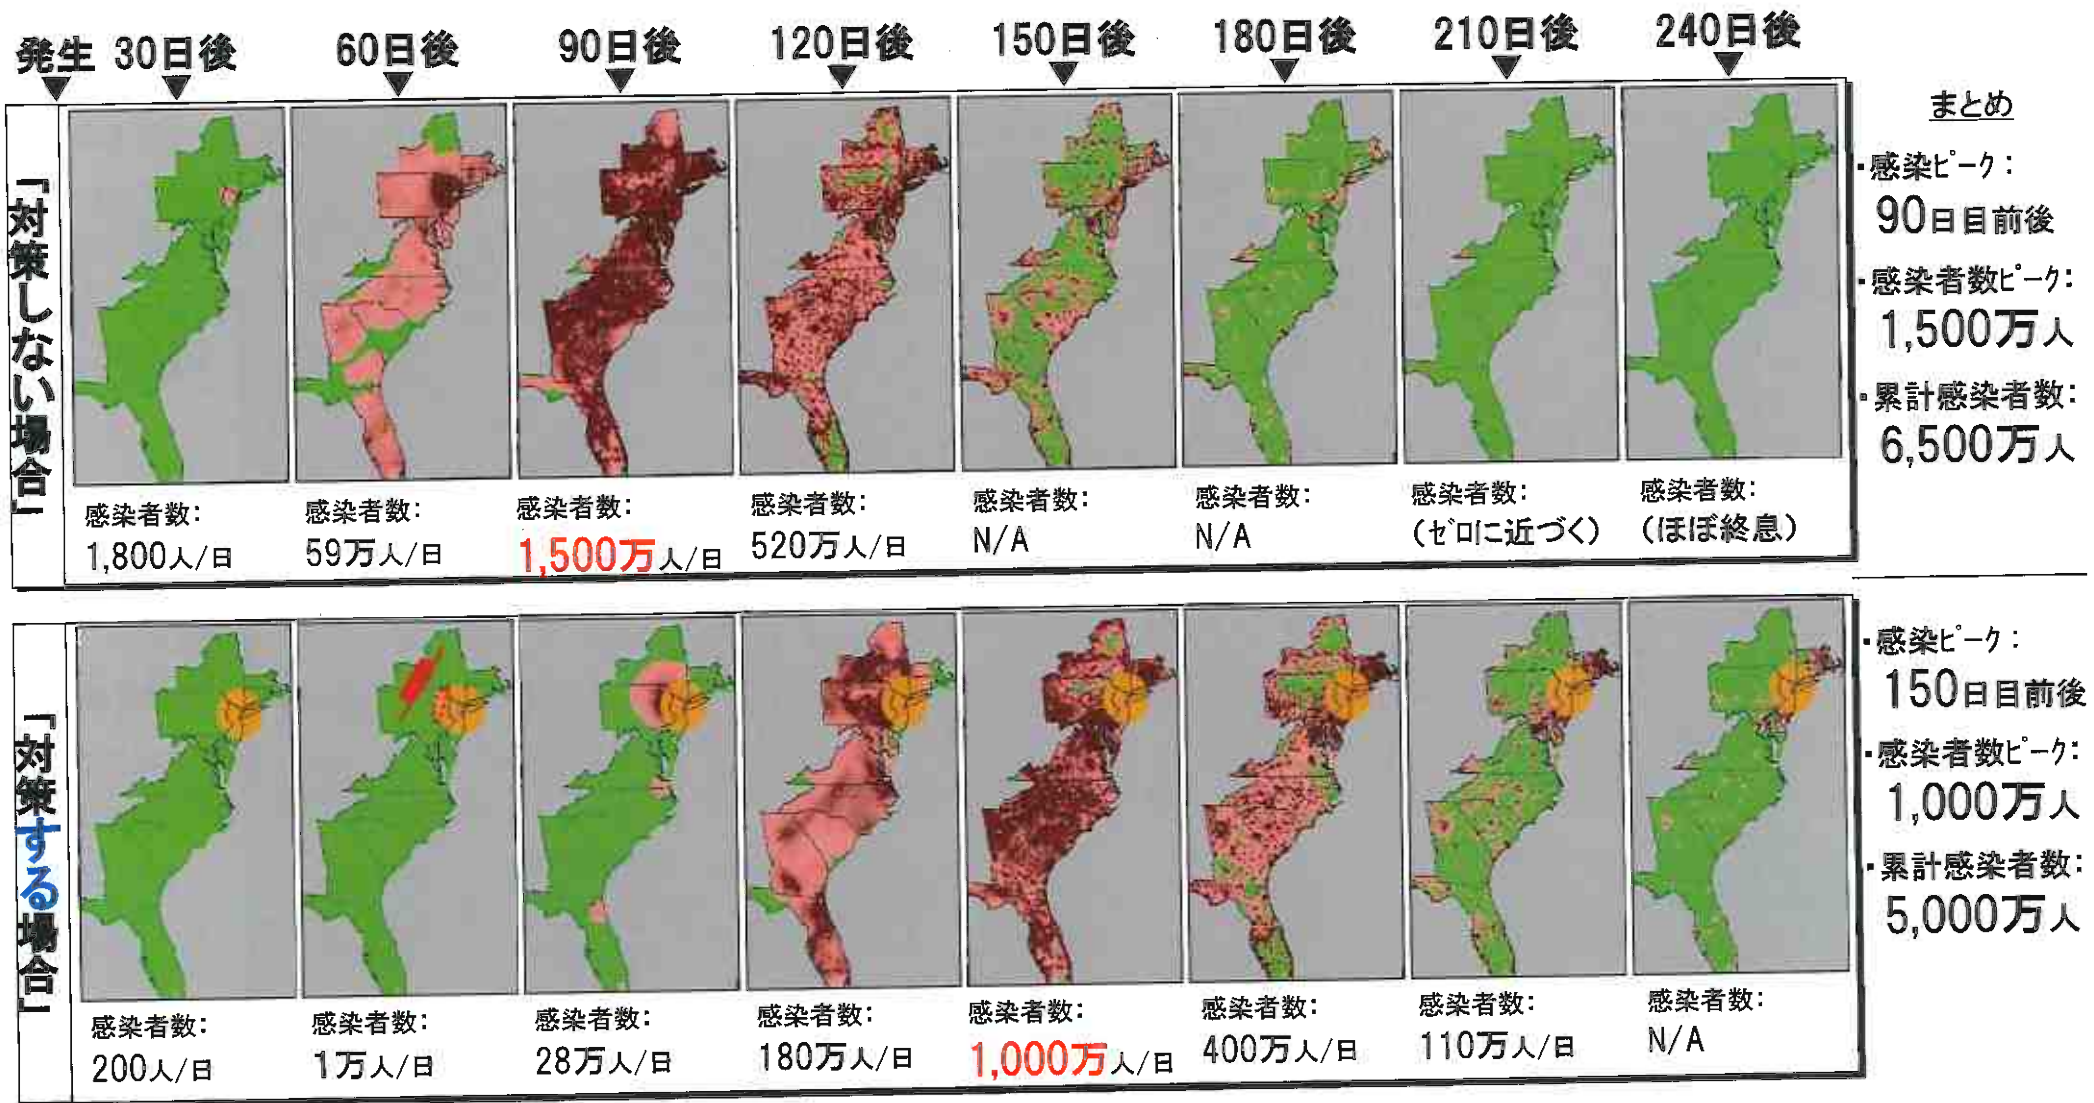 発生 30日後 60日後 90日後 120日後 150日後 180日後 210日後 240日後
「対策しない場合」
感染者数:
1,800人/日
感染者数:
59万人/日
感染者数:
1,500万人/日
感染者数:
520万人/日
感染者数:
N/A
感染者数:
N/A
感染者数:
(ゼロに近づく)
感染者数:
(ほぼ終息)
まとめ
・感染ピーク:
90日目前後
・感染者数ピーク:
1,500万人
・累計感染者数:
6,500万人
「対策する場合」
感染者数:
200人/日
感染者数:
1万人/日
感染者数:
28万人/日
感染者数:
180万人/日
感染者数:
1,000万人/日
感染者数:
400万人/日
感染者数:
110万人/日
感染者数:
N/A
・感染ピーク:
150日目前後
・感染者数ピーク:
1,000万人
・累計感染者数:
5,000万人